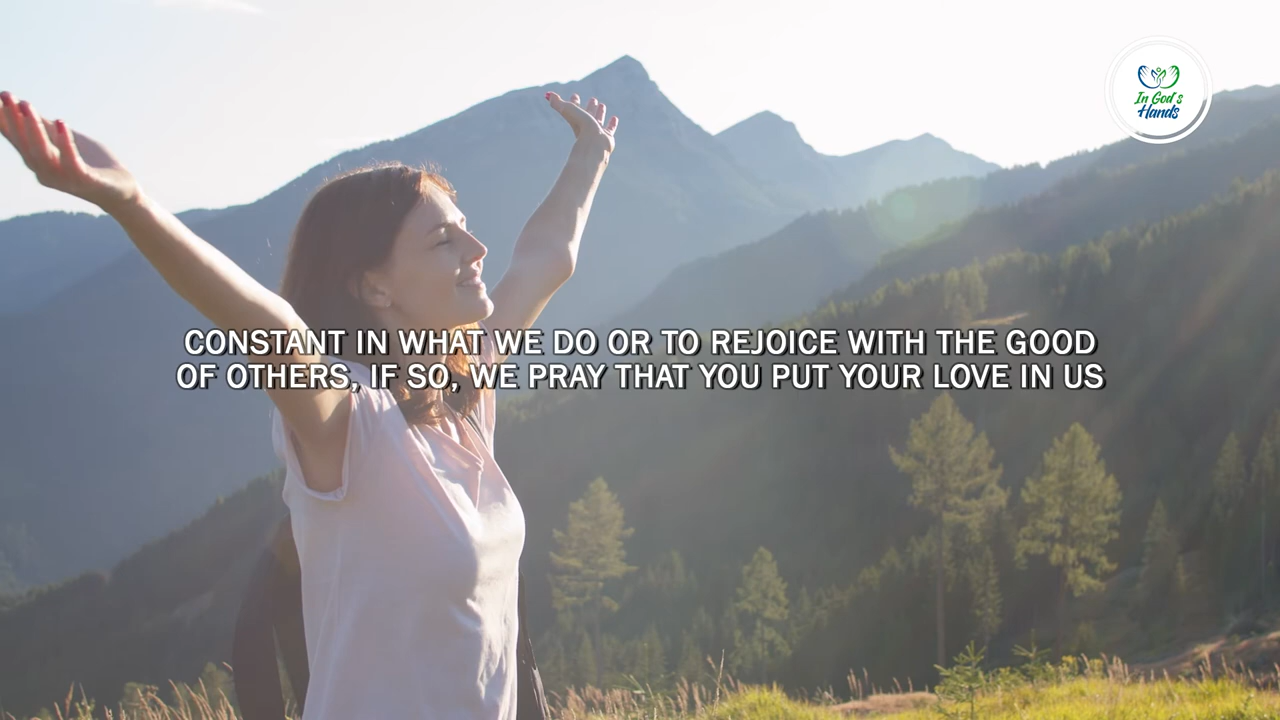 In God's
Hands
CONSTANT IN WHAT WE DO OR TO REJOICE WITH THE GOOD
OF OTHERS, IF SO, WE PRAY THAT YOU PUT YOUR LOVE IN US